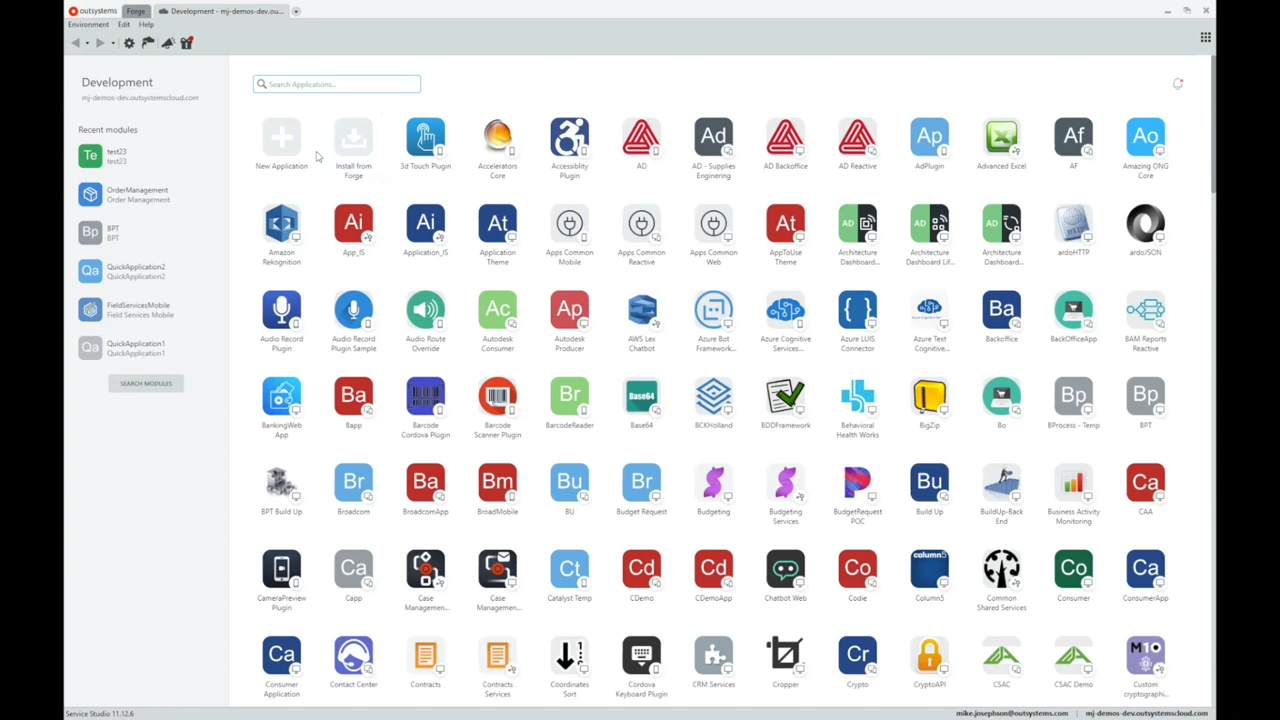 outsystems
Forge
Development - mj-demos-dev.ou...
Environment
Edit
Help
Development
mj-demos-dev.outsystemscloud.com
Recent modules
Te
test23
test23
OrderManagement
Order Management
Bp
BPT
BPT
Qa
QuickApplication2
QuickApplication2
FieldServicesMobile
Field Services Mobile
Qa
QuickApplication1
QuickApplication1
SEARCH MODULES
Search Applications...
New Application
Install from
Forge
3d Touch Plugin
Accelerators
Core
Accessiblity
Plugin
AD
Ad
AD - Supplies
Enginering
AD Backoffice
AD Reactive
Ap
AdPlugin
Advanced Excel
Af
AF
Ao
Amazing ONG
Core
Amazon
Rekognition
Ai
App_IS
Ai
Application_IS
At
Application
Theme
Apps Common
Mobile
Apps Common
Reactive
Apps Common
Web
At
AppToUse
Theme
AD
Architecture
Dashboard...
AD
Architecture
Dashboard Lif...
AD
Architecture
Dashboard...
ardoHTTP
ardoJSON
Audio Record
Plugin
Audio Record
Plugin Sample
Audio Route
Override
Ac
Autodesk
Consumer
Ap
Autodesk
Producer
AWS Lex
Chatbot
Azure Bot
Framework...
Azure Cognitive
Services...
Azure LUIS
Connector
Azure Text
Cognitive...
Ba
Backoffice
BackOfficeApp
BAM Reports
Reactive
BankingWeb
App
Ba
Bapp
Barcode
Cordova Plugin
Barcode
Scanner Plugin
Br
BarcodeReader
Base64
Base64
BCKHolland
BDDFramework
Behavioral
Health Works
BigZip
Bo
Bp
BProcess - Temp
Bp
BPT
BPT Build Up
Br
Broadcom
Ba
BroadcomApp
Bm
BroadMobile
Bu
BU
Br
Budget Request
Budgeting
Budgeting
Services
BudgetRequest
POC
Bu
Build Up
BuildUp-Back
End
Business Activity
Monitoring
Ca
CAA
CameraPreview
Plugin
Ca
Capp
Case
Managemen...
Case
Managemen...
Ct
Catalyst Temp
Cd
CDemo
Cd
CDemoApp
Chatbot Web
Co
Codie
column5
Column5
Common
Shared Services
Co
Consumer
Ca
ConsumerApp
Ca
Consumer
Application
Contact Center
Contracts
Contracts
Services
Coordinates
Sort
Cordova
Keyboard Plugin
CRM Services
Cropper
Cr
Crypto
CryptoAPI
CSAC
CSAC Demo
M10
Custom
cryptographi...
Service Studio 11.12.6
mike.josephson@outsystems.com | mj-demos-dev.outsystemscloud.com